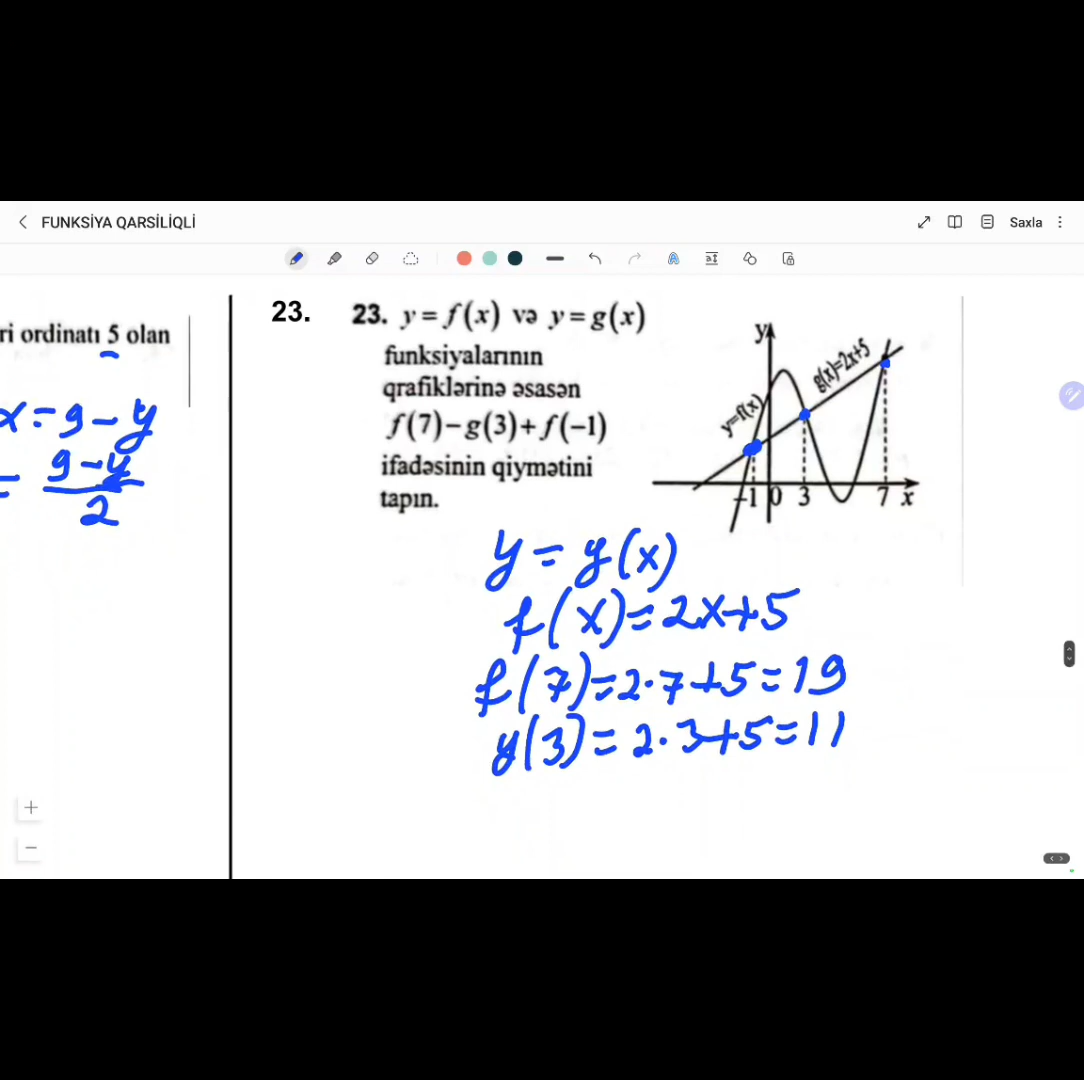 FUNKSİYA QARSİLİQLİ
Saxla
ri ordinatı 5 olan
x=9-y
= 9-y
2
23.
23. y=f(x) və y=g(x)
funksiyalarının
qrafiklərinə əsasən
f(7)-g(3)+f(-1)
ifadəsinin qiymətini
tapın.
y
y=f(x)
g(x)=2x+5
-1 0 3 7 x
y=g(x)
f(x)=2x+5
f(7)=2·7+5=19
y(3)=2·3+5=11